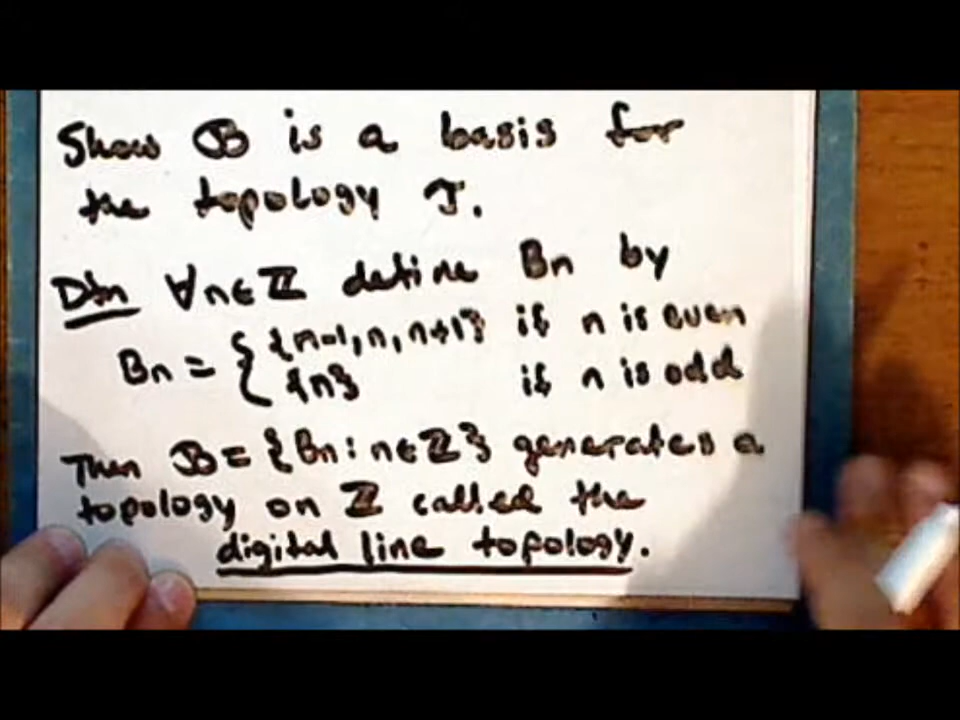 Show 𝓑 is a basis for
the topology 𝒯.
Dfn ∀n∈ℤ define Bn by
Bn = { {n-1, n, n+1} if n is even
{n} if n is odd
Then 𝓑 = {Bn : n∈ℤ} generates a
topology on ℤ called the
digital line topology.